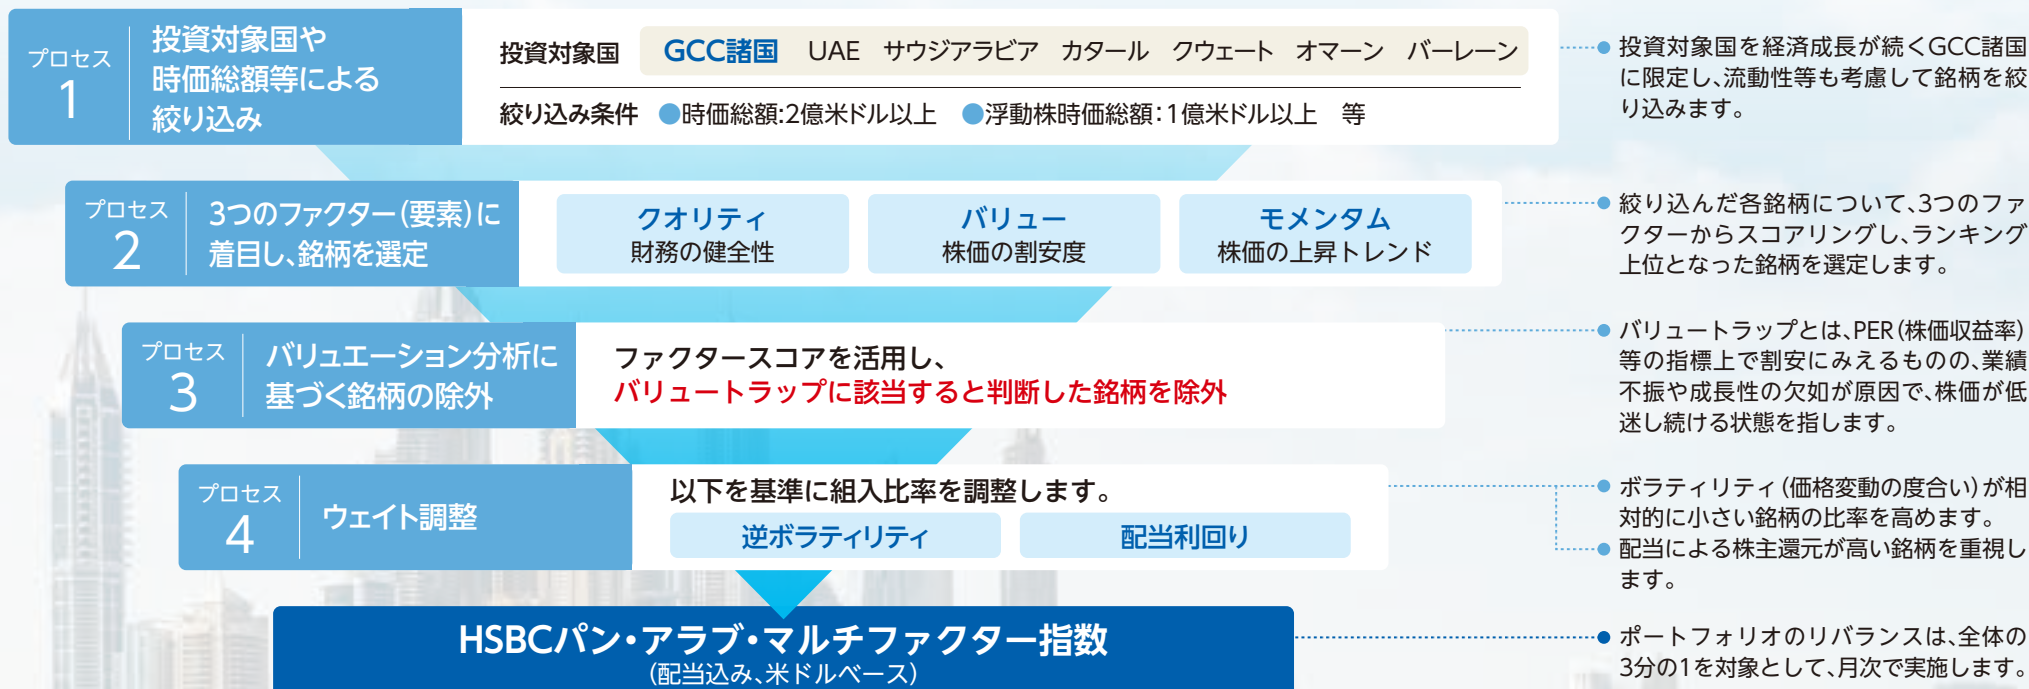 プロセス
1
投資対象国や
時価総額等による
絞り込み
投資対象国 GCC諸国 UAE サウジアラビア カタール クウェート オマーン バーレーン
絞り込み条件 ●時価総額:2億米ドル以上 ●浮動株時価総額:1億米ドル以上 等
● 投資対象国を経済成長が続くGCC諸国
に限定し、流動性等も考慮して銘柄を絞
り込みます。
プロセス
2
3つのファクター(要素)に
着目し、銘柄を選定
クオリティ
財務の健全性
バリュー
株価の割安度
モメンタム
株価の上昇トレンド
● 絞り込んだ各銘柄について、3つのファ
クターからスコアリングし、ランキング
上位となった銘柄を選定します。
プロセス
3
バリュエーション分析に
基づく銘柄の除外
ファクタースコアを活用し、
バリュートラップに該当すると判断した銘柄を除外
● バリュートラップとは、PER(株価収益率)
等の指標上で割安にみえるものの、業績
不振や成長性の欠如が原因で、株価が低
迷し続ける状態を指します。
プロセス
4
ウェイト調整
以下を基準に組入比率を調整します。
逆ボラティリティ
配当利回り
● ボラティリティ(価格変動の度合い)が相
対的に小さい銘柄の比率を高めます。
● 配当による株主還元が高い銘柄を重視し
ます。
HSBCパン・アラブ・マルチファクター指数
(配当込み、米ドルベース)
● ポートフォリオのリバランスは、全体の
3分の1を対象として、月次で実施します。